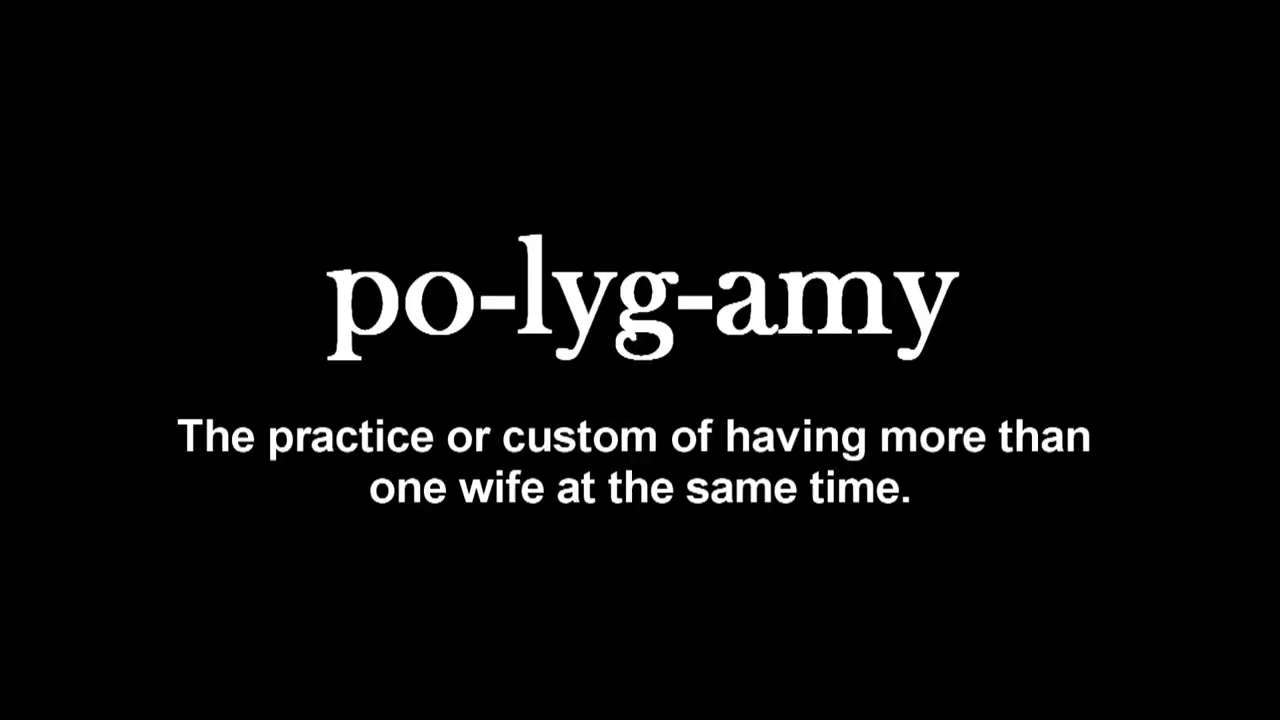 po-lyg-amy
The practice or custom of having more than
one wife at the same time.